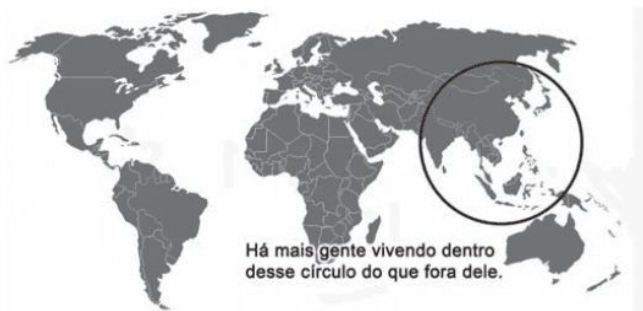 Há mais gente vivendo dentro
desse círculo do que fora dele.